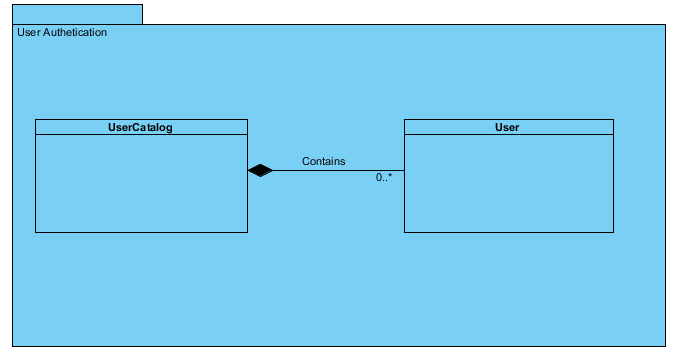 User Authetication
UserCatalog
User
Contains
0..*